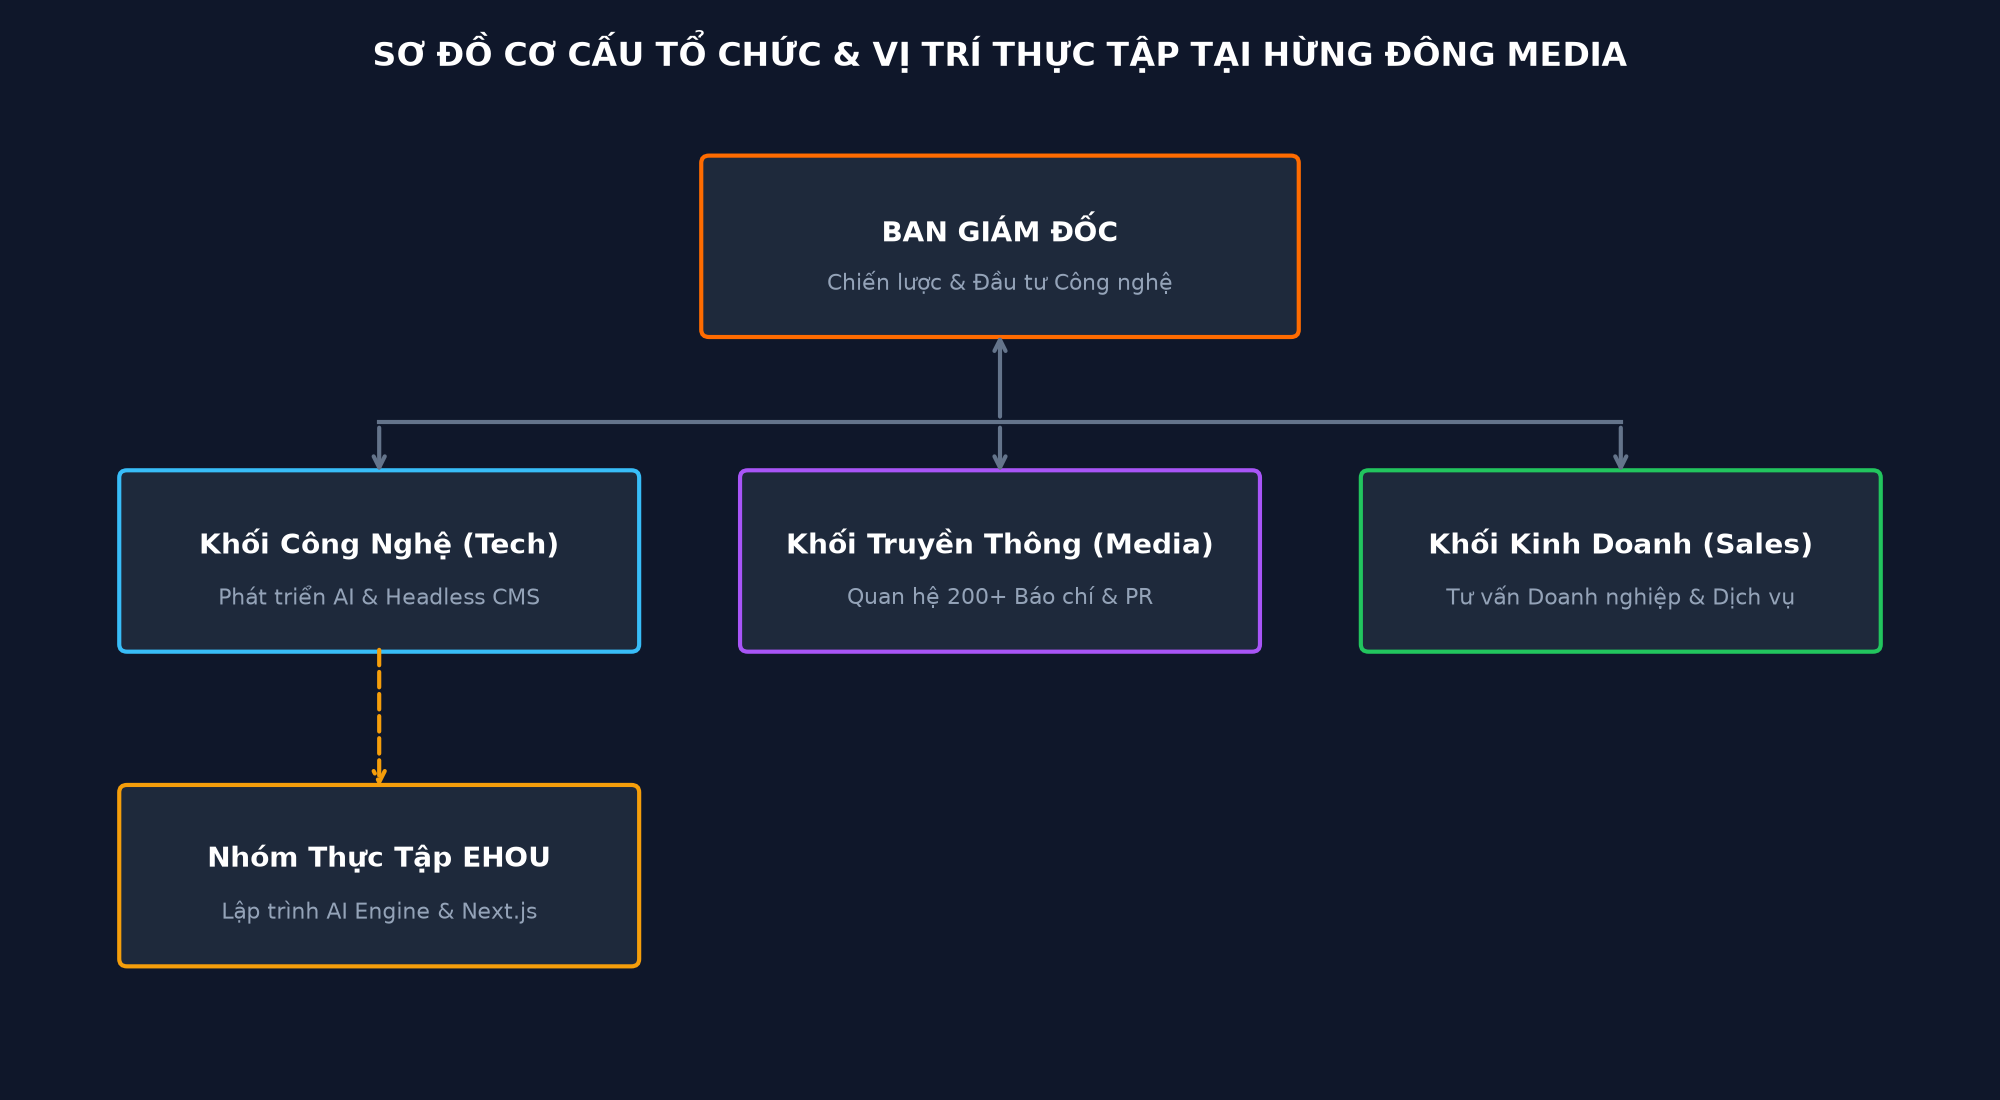 SƠ ĐỒ CƠ CẤU TỔ CHỨC & VỊ TRÍ THỰC TẬP TẠI HỪNG ĐÔNG MEDIA
BAN GIÁM ĐỐC
Chiến lược & Đầu tư Công nghệ
Khối Công Nghệ (Tech)
Phát triển AI & Headless CMS
Khối Truyền Thông (Media)
Quan hệ 200+ Báo chí & PR
Khối Kinh Doanh (Sales)
Tư vấn Doanh nghiệp & Dịch vụ
Nhóm Thực Tập EHOU
Lập trình AI Engine & Next.js